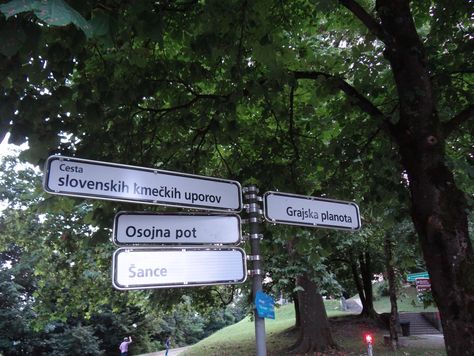 Cesta
slovenskih kmečkih uporov
Grajska planota
Osojna pot
Šance